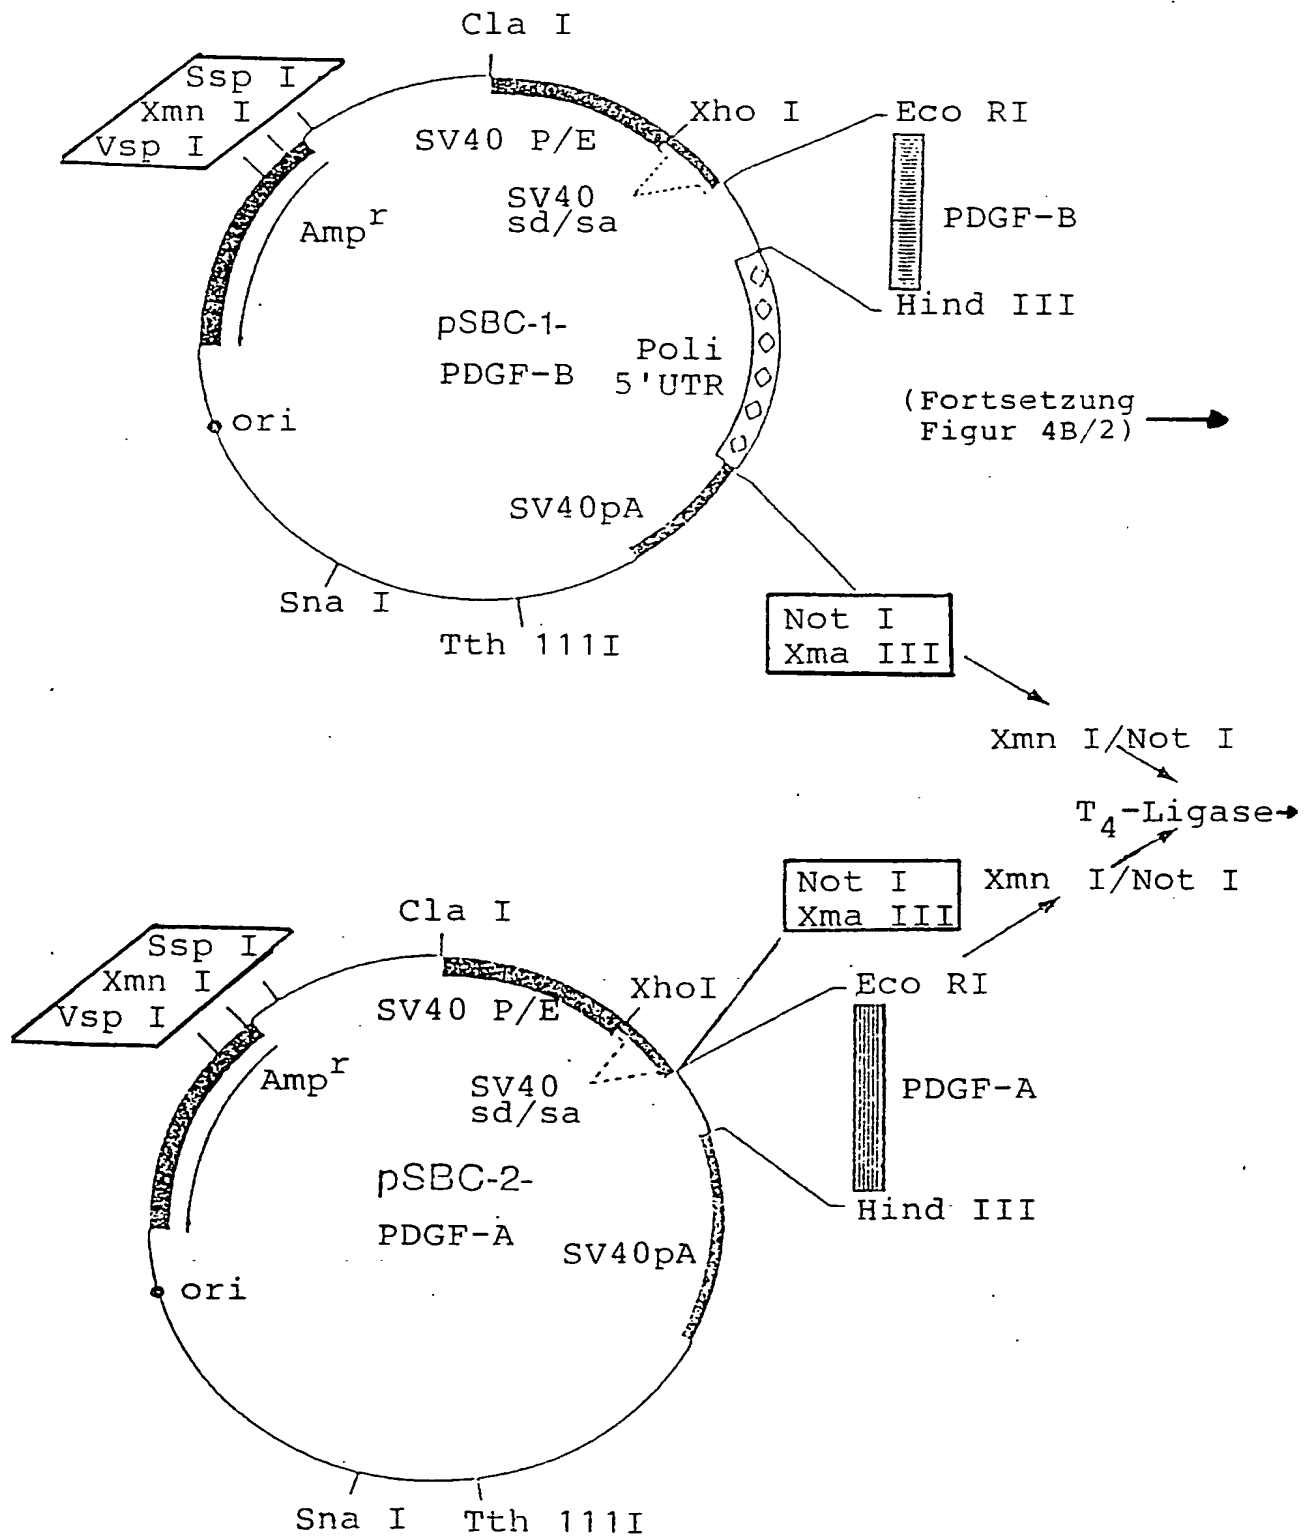 Cla I
Ssp I
Xmn I
Vsp I
SV40 P/E
Xho I
Eco RI
SV40
sd/sa
PDGF-B
Amp^r
Hind III
pSBC-1-
PDGF-B
Poli
5'UTR
(Fortsetzung
Figur 4B/2)
ori
SV40pA
Sna I
Tth 111I
Not I
Xma III
Xmn I/Not I
T4-Ligase
Xmn I/Not I
Not I
Xma III
Cla I
Ssp I
Xmn I
Vsp I
SV40 P/E
XhoI
Eco RI
Amp^r
SV40
sd/sa
PDGF-A
pSBC-2-
PDGF-A
Hind III
SV40pA
ori
Sna I
Tth 111I